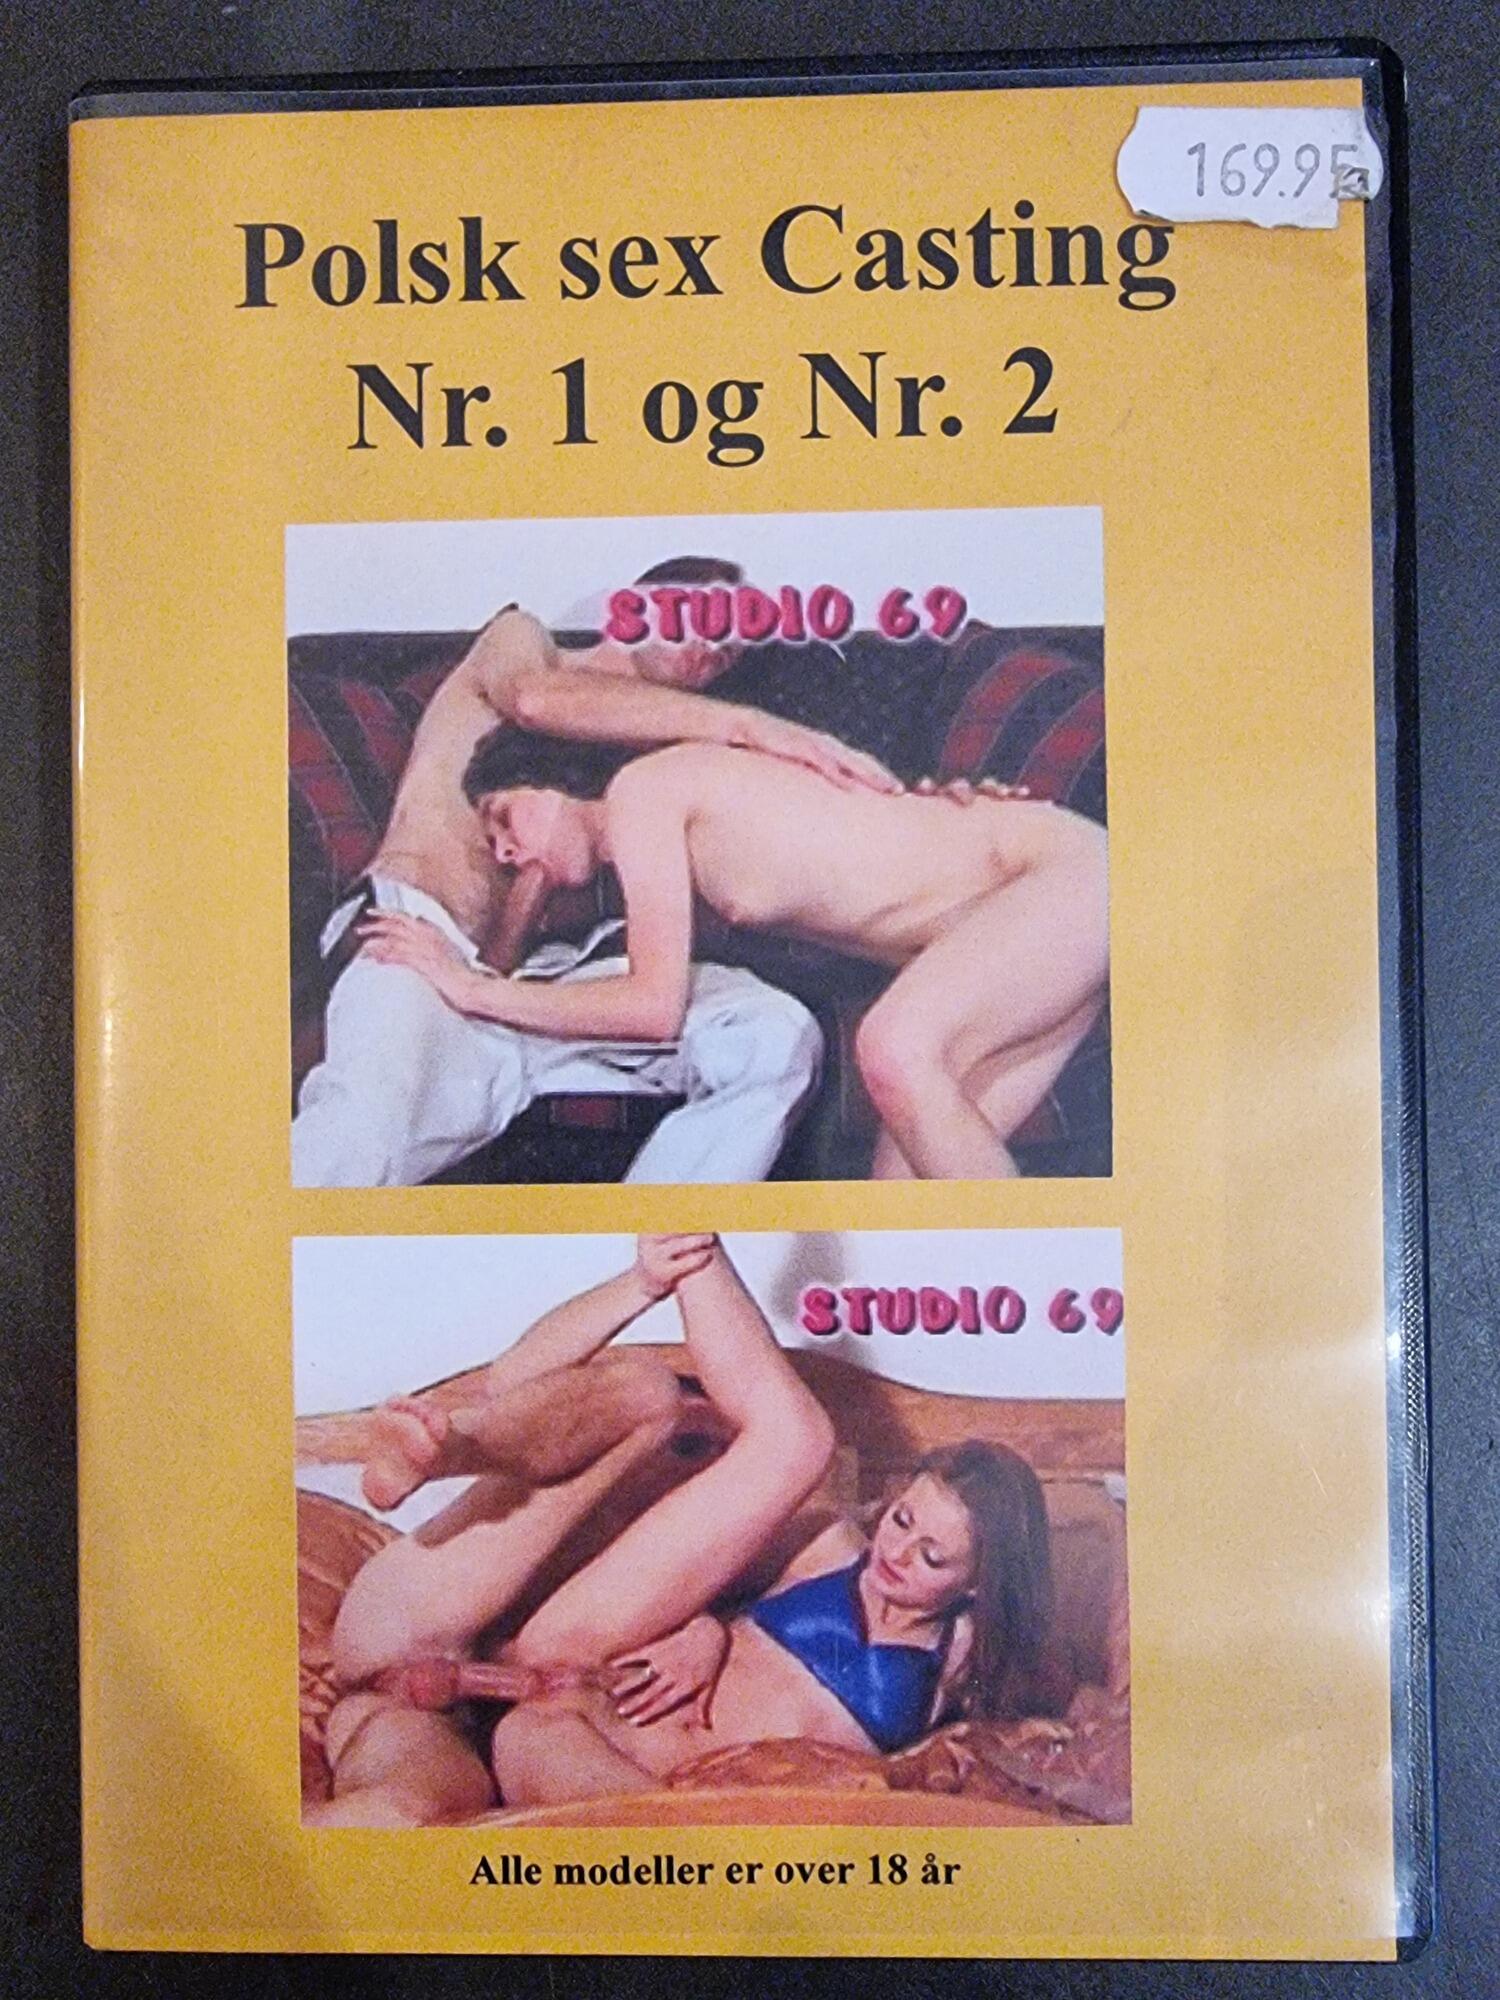 169.95
Polsk sex Casting
Nr. 1 og Nr. 2
STUDIO 69
STUDIO 69
Alle modeller er over 18 år